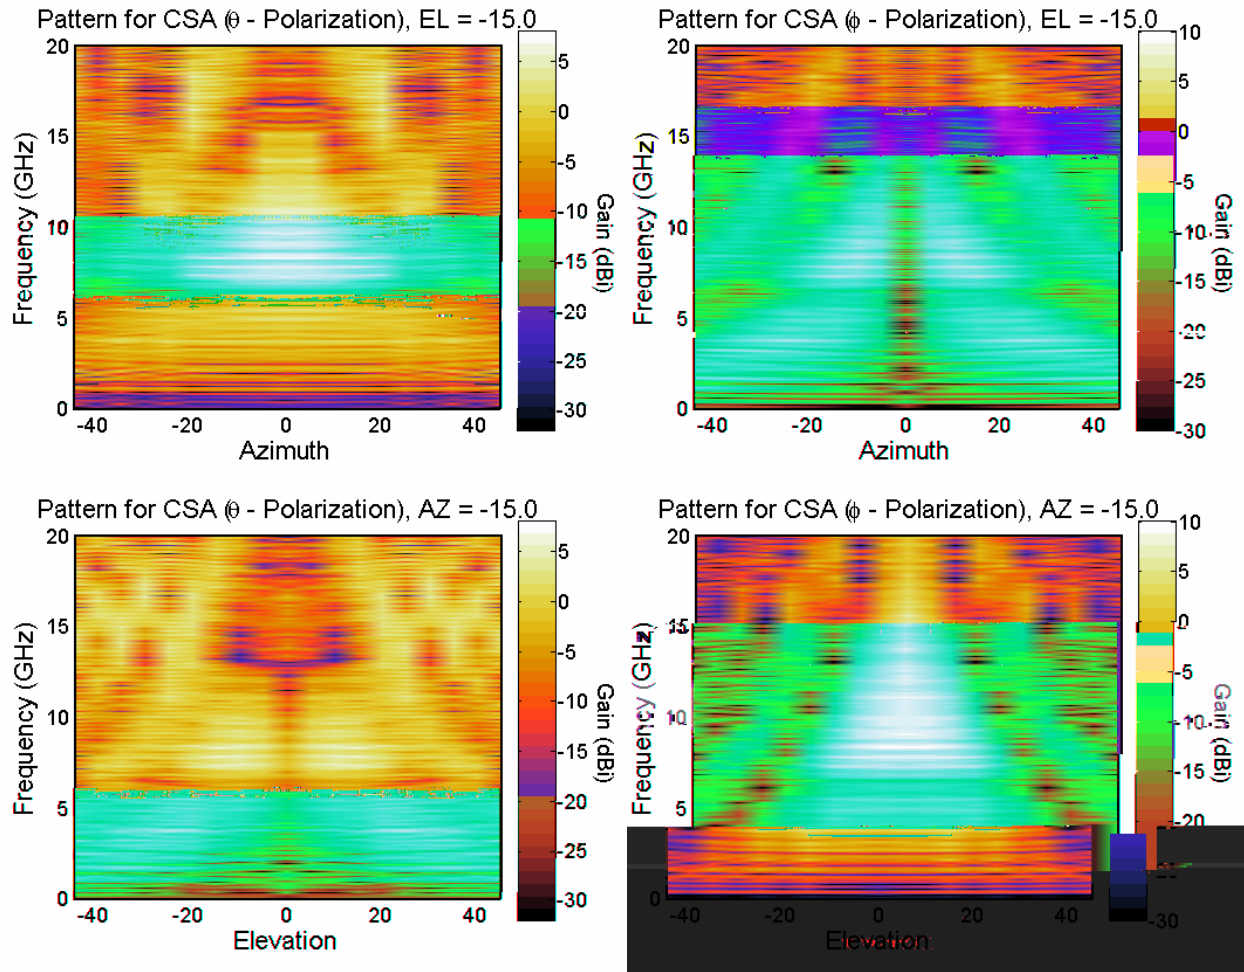 Pattern for CSA (θ - Polarization), EL = -15.0
20
15
10
5
0
Frequency (GHz)
-40 -20 0 20 40
Azimuth
5
0
-5
-10
-15
-20
-25
-30
Gain (dBi)
Pattern for CSA (ϕ - Polarization), EL = -15.0
20
15
10
5
0
Frequency (GHz)
-40 -20 0 20 40
Azimuth
10
5
0
-5
-10
-15
-20
-25
-30
Gain (dBi)
Pattern for CSA (θ - Polarization), AZ = -15.0
20
15
10
5
0
Frequency (GHz)
-40 -20 0 20 40
Elevation
5
0
-5
-10
-15
-20
-25
-30
Gain (dBi)
Pattern for CSA (ϕ - Polarization), AZ = -15.0
20
15
10
5
0
Frequency (GHz)
-40 -20 0 20 40
Elevation
10
5
0
-5
-10
-15
-20
-30
Gain (dBi)